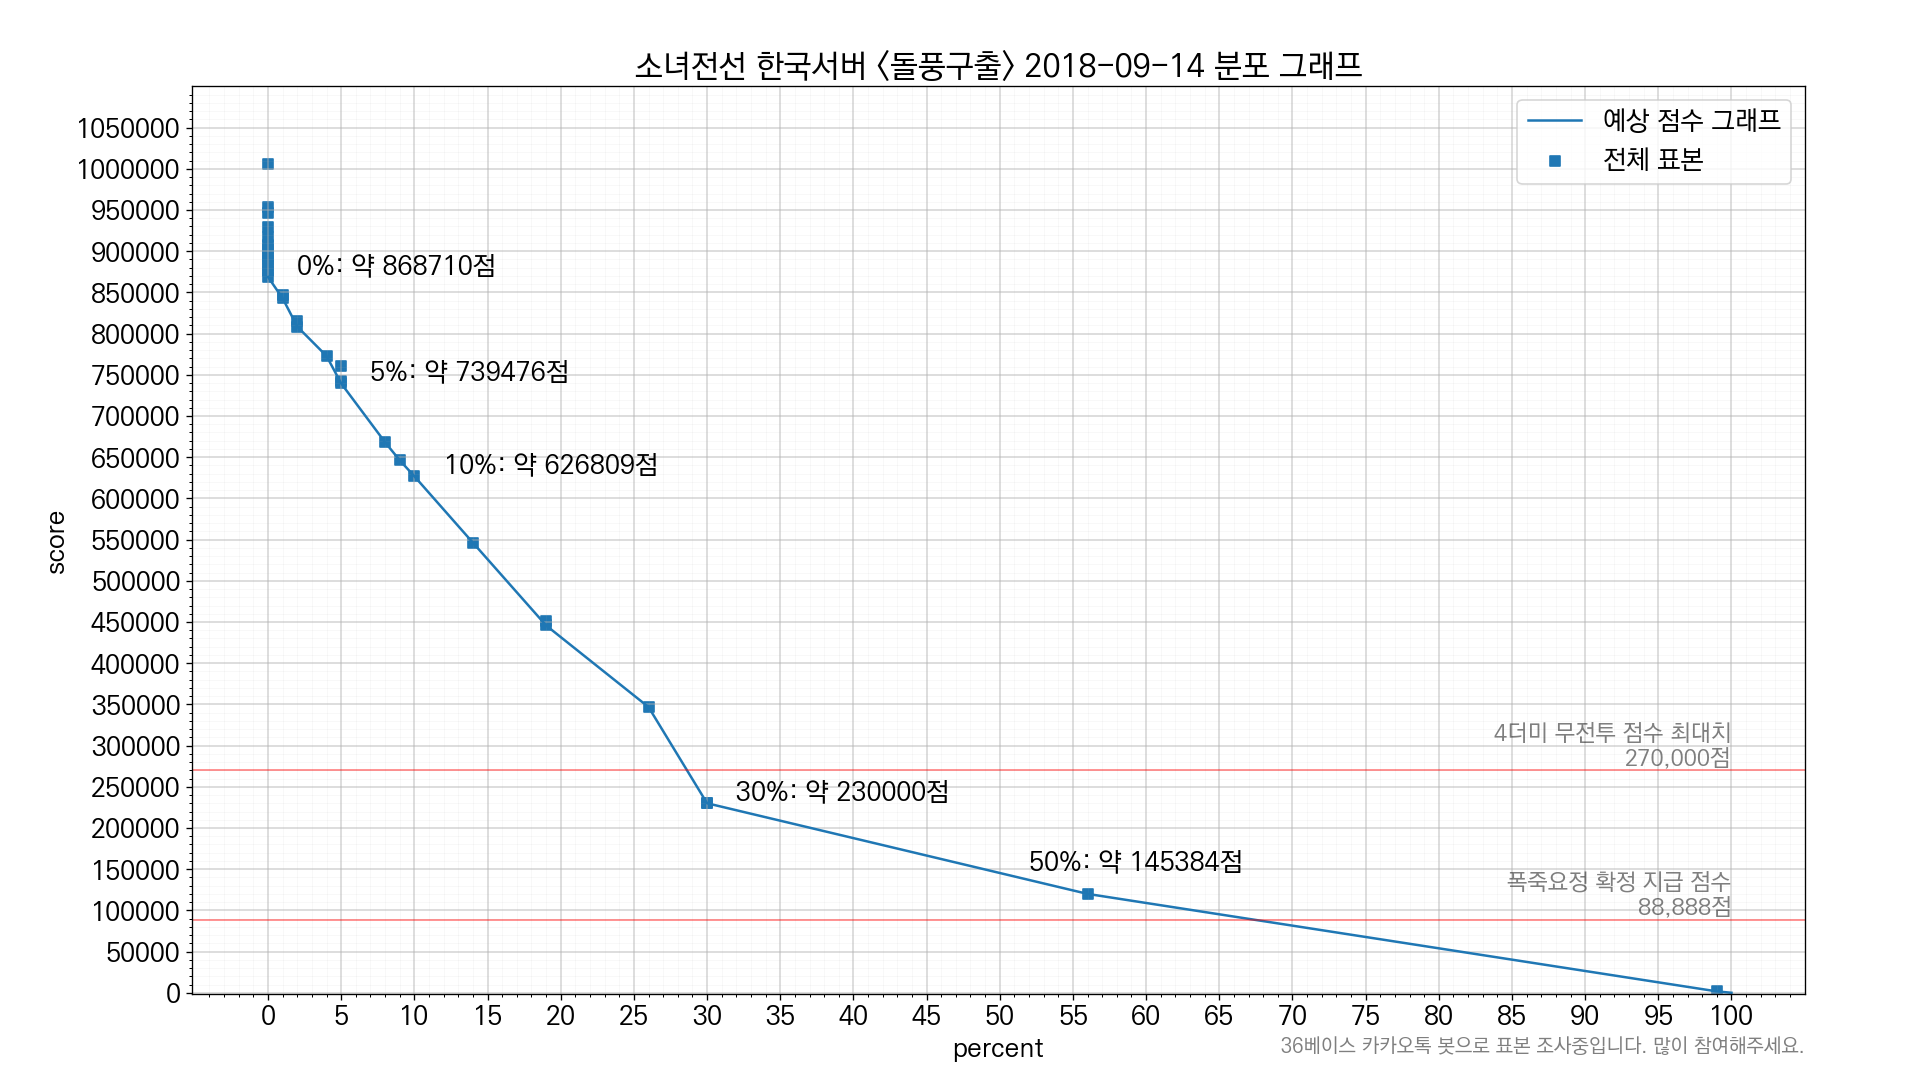 소녀전선 한국서버 〈돌풍구출〉 2018-09-14 분포 그래프
예상 점수 그래프
전체 표본
1050000
1000000
950000
900000
850000
800000
750000
700000
650000
600000
550000
500000
450000
400000
350000
300000
250000
200000
150000
100000
50000
0
score
0%: 약 868710점
5%: 약 739476점
10%: 약 626809점
30%: 약 230000점
50%: 약 145384점
4더미 무전투 점수 최대치
270,000점
폭죽요정 확정 지급 점수
88,888점
0 5 10 15 20 25 30 35 40 45 50 55 60 65 70 75 80 85 90 95 100
percent
36베이스 카카오톡 봇으로 표본 조사중입니다. 많이 참여해주세요.